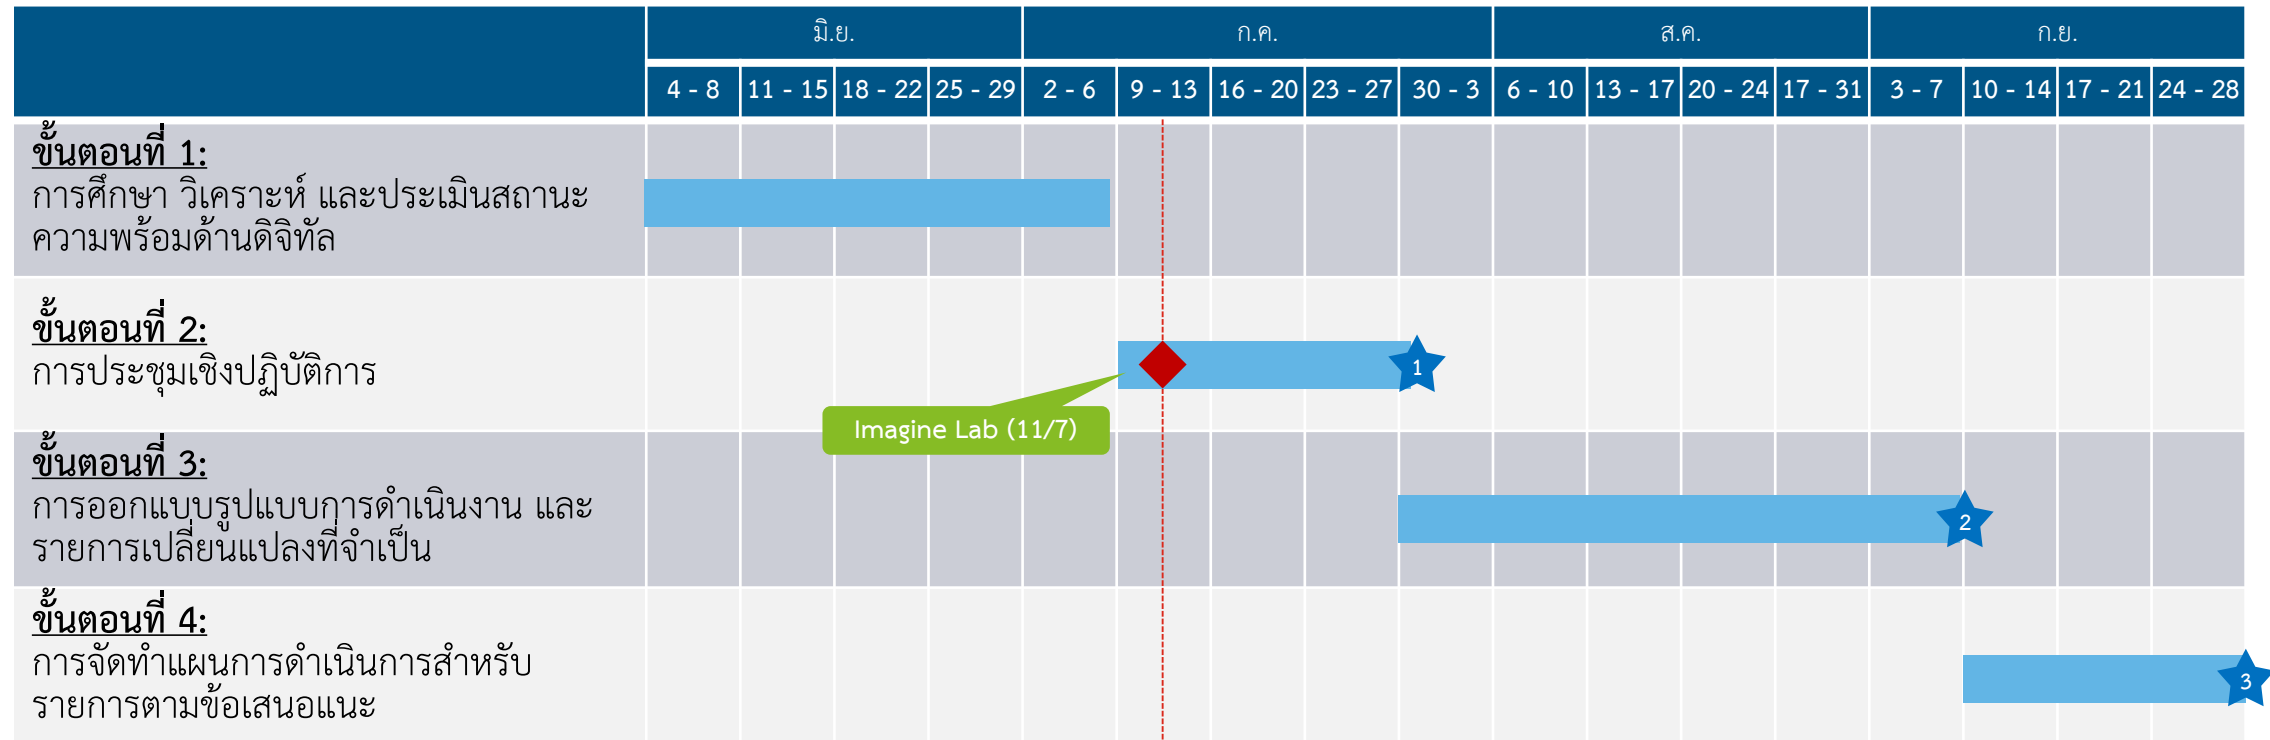 มิ.ย. ก.ค. ส.ค. ก.ย.
4 - 8 11 - 15 18 - 22 25 - 29 2 - 6 9 - 13 16 - 20 23 - 27 30 - 3 6 - 10 13 - 17 20 - 24 17 - 31 3 - 7 10 - 14 17 - 21 24 - 28
ขั้นตอนที่ 1:
การศึกษา วิเคราะห์ และประเมินสถานะ
ความพร้อมด้านดิจิทัล
ขั้นตอนที่ 2:
การประชุมเชิงปฏิบัติการ
1
Imagine Lab (11/7)
ขั้นตอนที่ 3:
การออกแบบรูปแบบการดำเนินงาน และ
รายการเปลี่ยนแปลงที่จำเป็น
2
ขั้นตอนที่ 4:
การจัดทำแผนการดำเนินการสำหรับ
รายการตามข้อเสนอแนะ
3